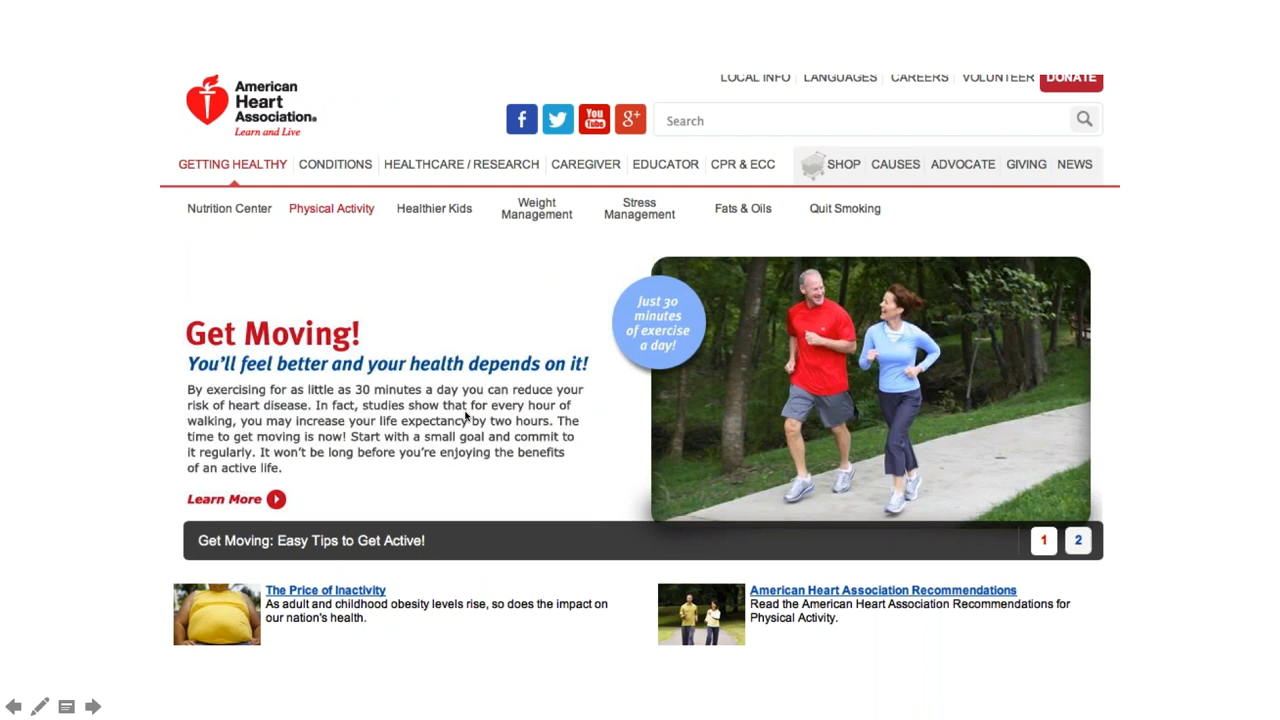 American
Heart
Association®
Learn and Live
LOCAL INFO
LANGUAGES
CAREERS
VOLUNTEER
DONATE
f
You
Tube
g+
Search
GETTING HEALTHY
CONDITIONS
HEALTHCARE / RESEARCH
CAREGIVER
EDUCATOR
CPR & ECC
SHOP
CAUSES
ADVOCATE
GIVING
NEWS
Nutrition Center
Physical Activity
Healthier Kids
Weight
Management
Stress
Management
Fats & Oils
Quit Smoking
Get Moving!
You'll feel better and your health depends on it!
By exercising for as little as 30 minutes a day you can reduce your
risk of heart disease. In fact, studies show that for every hour of
walking, you may increase your life expectancy by two hours. The
time to get moving is now! Start with a small goal and commit to
it regularly. It won't be long before you're enjoying the benefits
of an active life.
Learn More
Just 30
minutes
of exercise
a day!
Get Moving: Easy Tips to Get Active!
1
2
The Price of Inactivity
As adult and childhood obesity levels rise, so does the impact on
our nation's health.
American Heart Association Recommendations
Read the American Heart Association Recommendations for
Physical Activity.